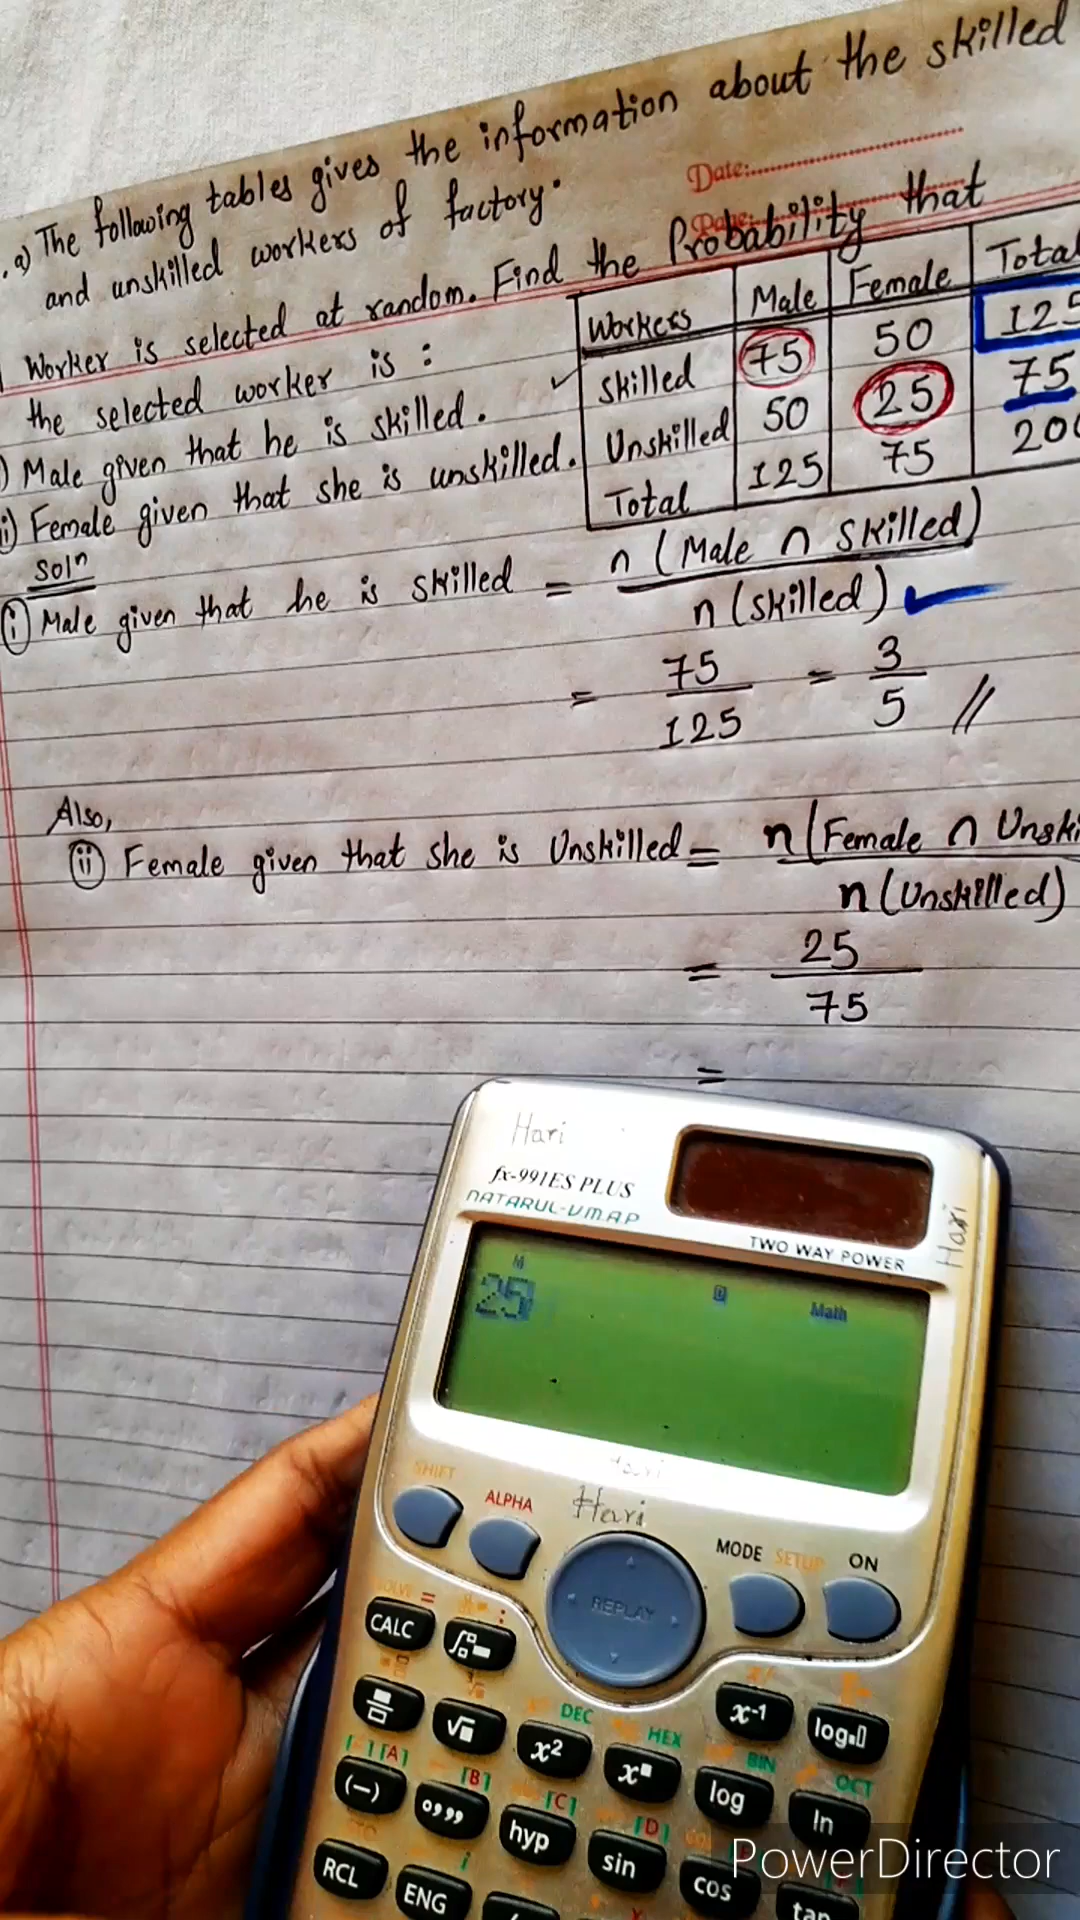 .a) The following tables gives the information about the skilled
and unskilled workers of factory.
Date:
Worker is selected at random. Find the Probability that
the selected worker is :
) Male given that he is skilled.
i) Female given that she is unskilled.
Workers Male Female Total
Skilled 75 50 125
Unskilled 50 25 75
Total 125 75 200
Soln
i Male given that he is skilled = n (Male ∩ Skilled)
n (skilled)
= 75 = 3
125 5 //
Also,
ii Female given that she is Unskilled = n (Female ∩ Unski
n (Unskilled)
= 25
75
=
Hari
fx-991ES PLUS
NATARUL-V.M.A.P
TWO WAY POWER
Hari
M D Math
25
Hari
SHIFT ALPHA Hari MODE SETUP ON
REPLAY
SOLVE = :
CALC
x-1 log
DEC HEX BIN OCT
√ x2 x log ln
(-) [A] [B] [C] [D]
(−) °,,, hyp sin cos tan
i
RCL ENG
PowerDirector